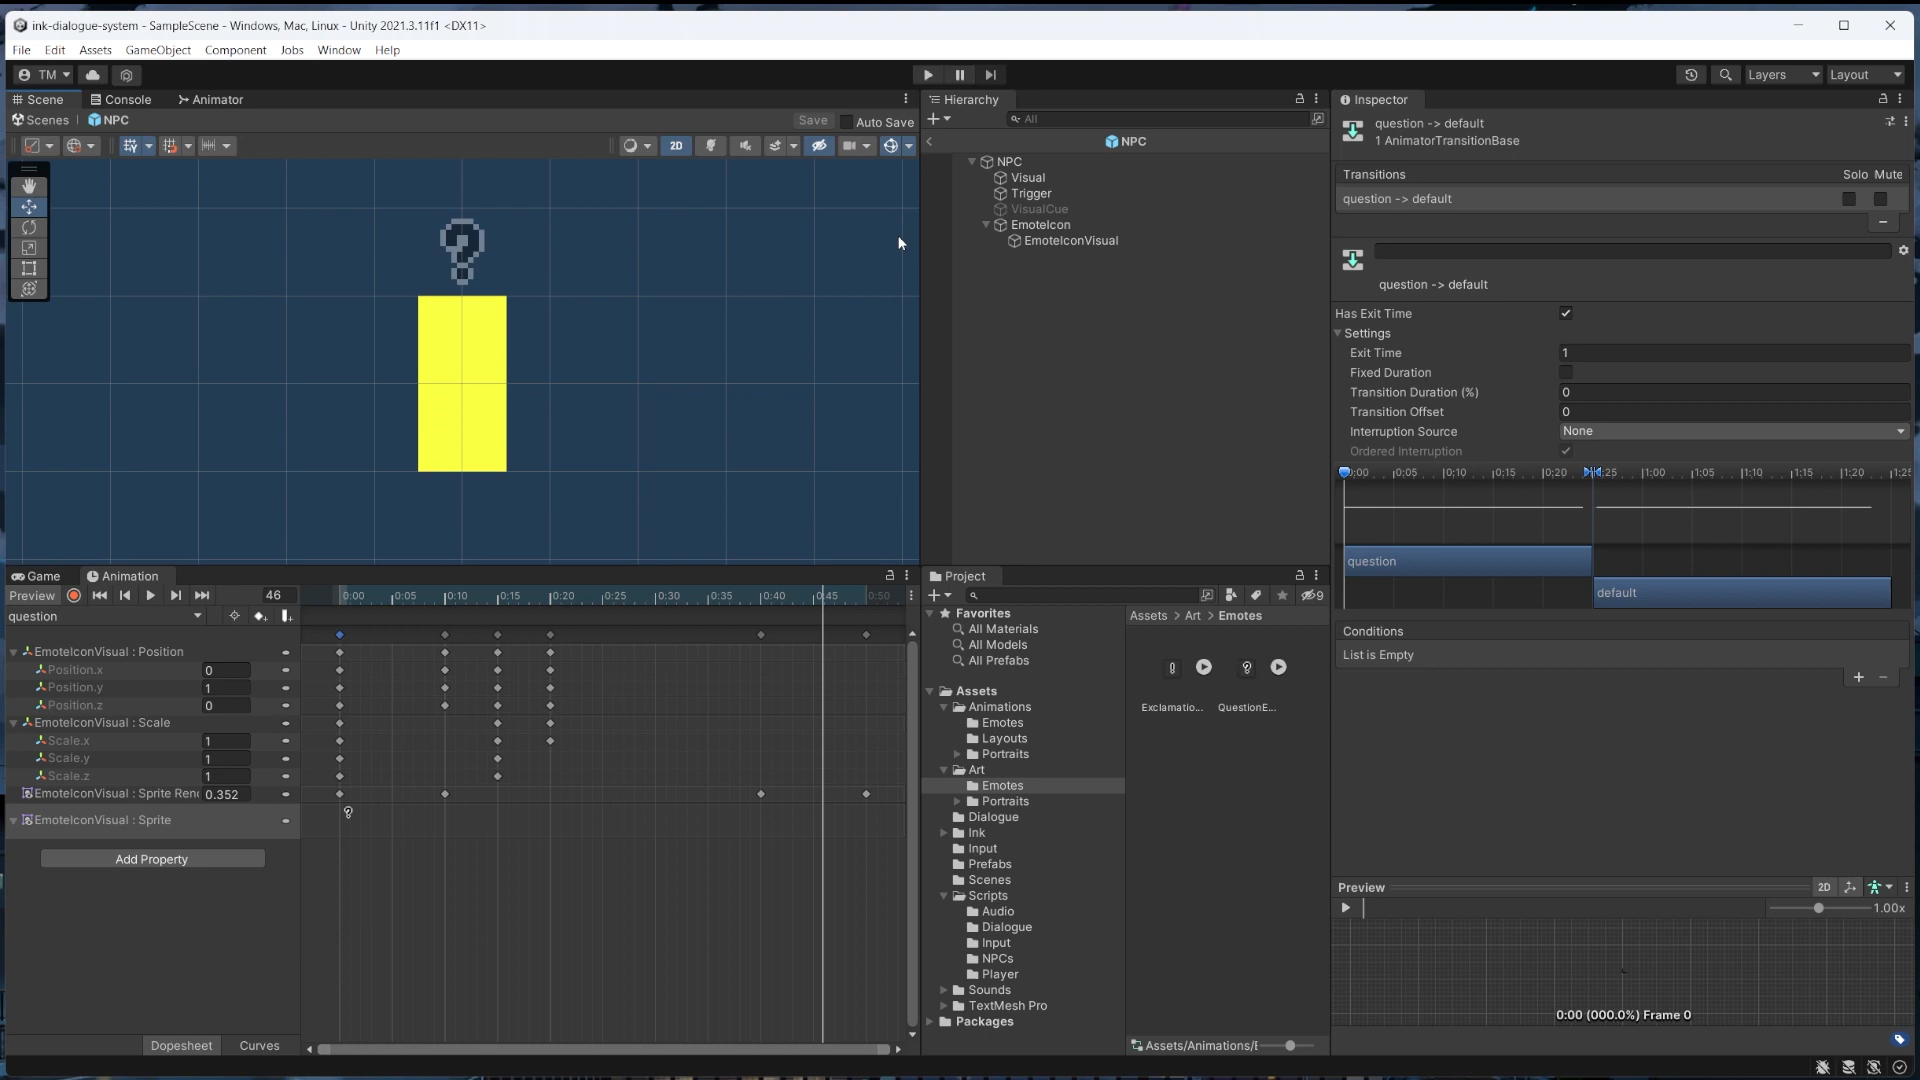 ink-dialogue-system - SampleScene - Windows, Mac, Linux - Unity 2021.3.11f1 <DX11>
File Edit Assets GameObject Component Jobs Window Help
TM Layers Layout
Scene Console Animator
Scenes NPC Save Auto Save
2D
Hierarchy
All
NPC
NPC
Visual
Trigger
VisualCue
EmoteIcon
EmoteIconVisual
Inspector
question -> default
1 AnimatorTransitionBase
Transitions Solo Mute
question -> default
question -> default
Has Exit Time
Settings
Exit Time 1
Fixed Duration
Transition Duration (%) 0
Transition Offset 0
Interruption Source None
Ordered Interruption
0:05 0:10 0:15 0:20 1:00 1:05 1:10 1:15 1:20
question
default
Conditions
List is Empty
Preview 2D
1.00x
0:00 (000.0%) Frame 0
Game Animation
Preview 46
0:00 0:05 0:10 0:15 0:20 0:25 0:30 0:35 0:40 0:45 0:50
question
EmoteIconVisual : Position
Position.x 0
Position.y 1
Position.z 0
EmoteIconVisual : Scale
Scale.x 1
Scale.y 1
Scale.z 1
EmoteIconVisual : Sprite Ren 0.352
EmoteIconVisual : Sprite
Add Property
Dopesheet Curves
Project
9
Favorites
All Materials
All Models
All Prefabs
Assets
Animations
Emotes
Layouts
Portraits
Art
Emotes
Portraits
Dialogue
Ink
Input
Prefabs
Scenes
Scripts
Audio
Dialogue
Input
NPCs
Player
Sounds
TextMesh Pro
Packages
Assets > Art > Emotes
Exclamatio... QuestionE...
Assets/Animations/E